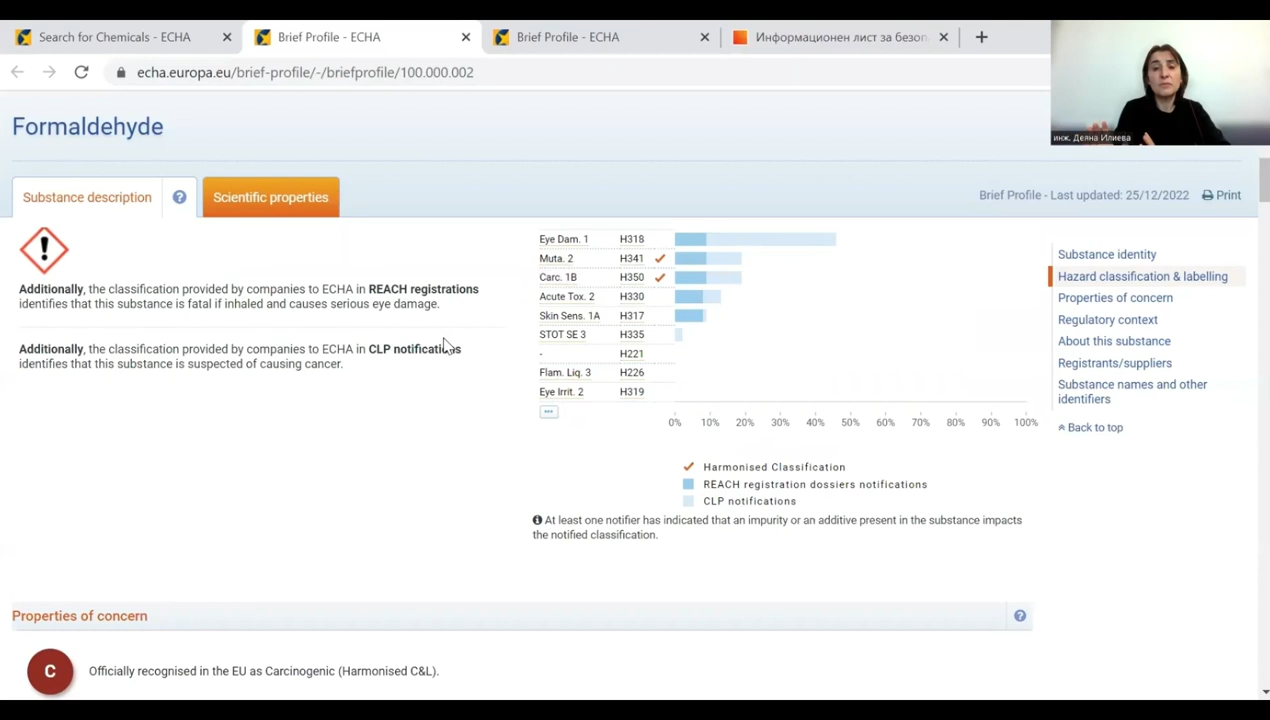 Search for Chemicals - ECHA
Brief Profile - ECHA
Brief Profile - ECHA
Информационен лист за безоп
echa.europa.eu/brief-profile/-/briefprofile/100.000.002
инж. Деяна Илиева
Formaldehyde
Substance description
?
Scientific properties
Brief Profile - Last updated: 25/12/2022
Print
Additionally, the classification provided by companies to ECHA in REACH registrations
identifies that this substance is fatal if inhaled and causes serious eye damage.
Additionally, the classification provided by companies to ECHA in CLP notifications
identifies that this substance is suspected of causing cancer.
Eye Dam. 1 H318
Muta. 2 H341
Carc. 1B H350
Acute Tox. 2 H330
Skin Sens. 1A H317
STOT SE 3 H335
- H221
Flam. Liq. 3 H226
Eye Irrit. 2 H319
0% 10% 20% 30% 40% 50% 60% 70% 80% 90% 100%
Harmonised Classification
REACH registration dossiers notifications
CLP notifications
At least one notifier has indicated that an impurity or an additive present in the substance impacts
the notified classification.
Substance identity
Hazard classification & labelling
Properties of concern
Regulatory context
About this substance
Registrants/suppliers
Substance names and other
identifiers
Back to top
Properties of concern
?
C
Officially recognised in the EU as Carcinogenic (Harmonised C&L).